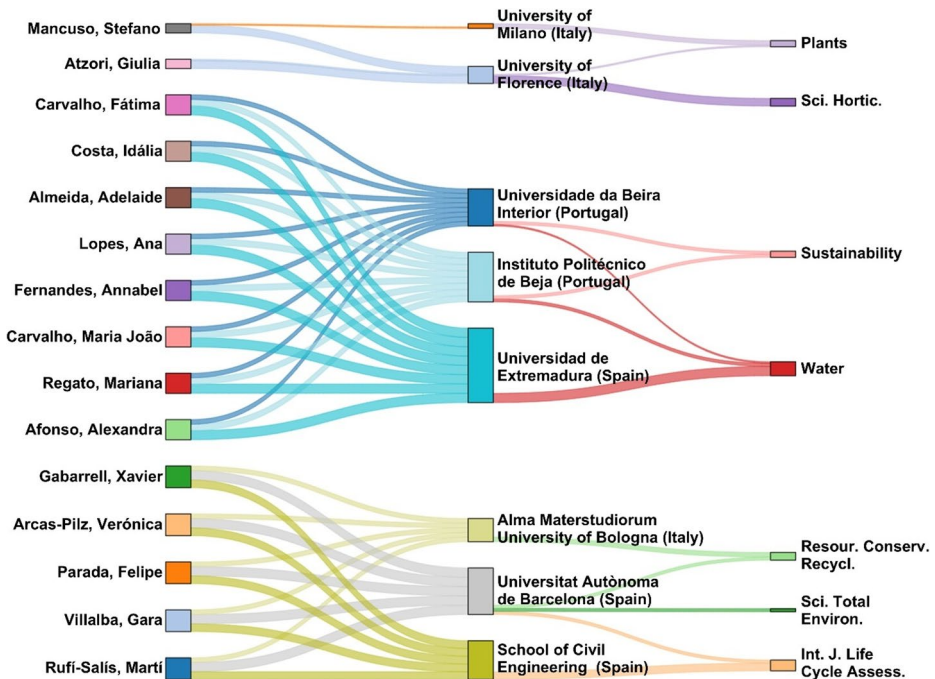 Mancuso, Stefano
Atzori, Giulia
Carvalho, Fátima
Costa, Idália
Almeida, Adelaide
Lopes, Ana
Fernandes, Annabel
Carvalho, Maria João
Regato, Mariana
Afonso, Alexandra
Gabarrell, Xavier
Arcas-Pilz, Verónica
Parada, Felipe
Villalba, Gara
Rufí-Salís, Martí
University of
Milano (Italy)
University of
Florence (Italy)
Universidade da Beira
Interior (Portugal)
Instituto Politécnico
de Beja (Portugal)
Universidad de
Extremadura (Spain)
Alma Materstudiorum
University of Bologna (Italy)
Universitat Autònoma
de Barcelona (Spain)
School of Civil
Engineering (Spain)
Plants
Sci. Hortic.
Sustainability
Water
Resour. Conserv.
Recycl.
Sci. Total
Environ.
Int. J. Life
Cycle Assess.